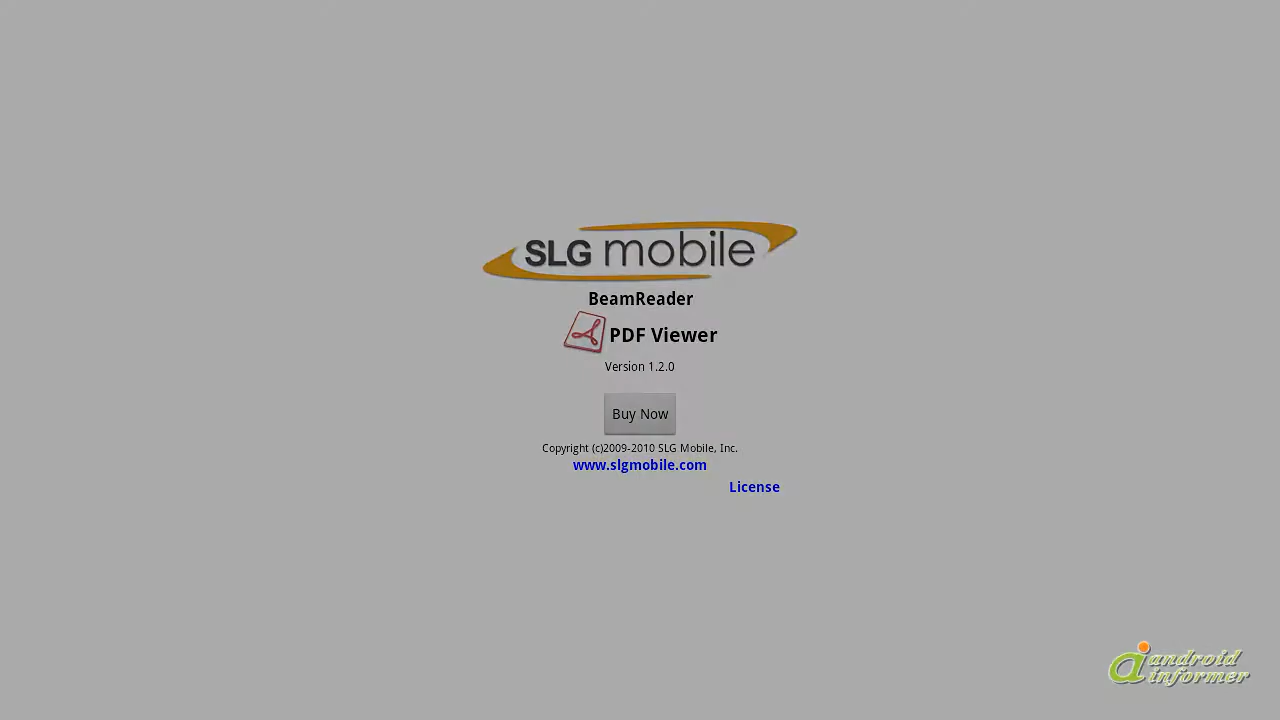 SLG mobile
BeamReader
PDF Viewer
Version 1.2.0
Buy Now
Copyright (c)2009-2010 SLG Mobile, Inc.
www.slgmobile.com
License
android
informer